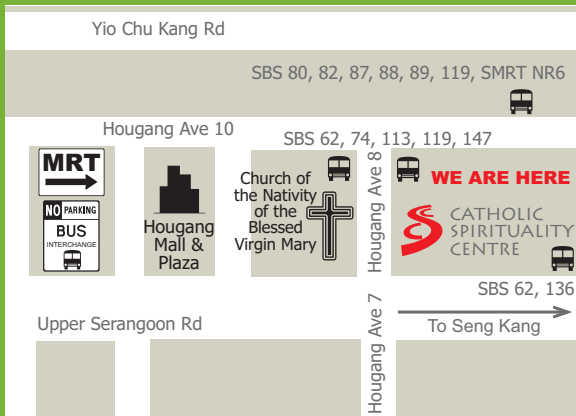 Yio Chu Kang Rd
SBS 80, 82, 87, 88, 89, 119, SMRT NR6
Hougang Ave 10
SBS 62, 74, 113, 119, 147
MRT
NO PARKING
BUS
INTERCHANGE
Hougang
Mall &
Plaza
Church of
the Nativity
of the
Blessed
Virgin Mary
Hougang Ave 8
WE ARE HERE
CATHOLIC
SPIRITUALITY
CENTRE
SBS 62, 136
Upper Serangoon Rd
Hougang Ave 7
To Seng Kang